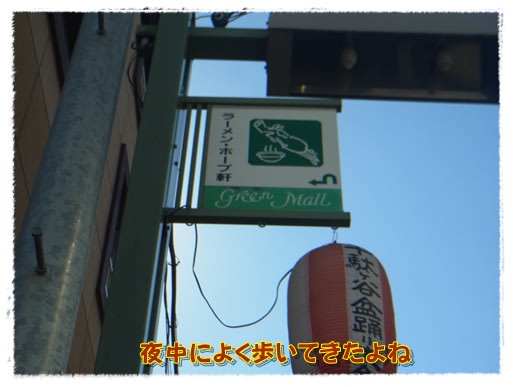 ラーメン・ホープ軒
Green Mall
駄ヶ谷盆踊
夜中によく歩いてきたよね